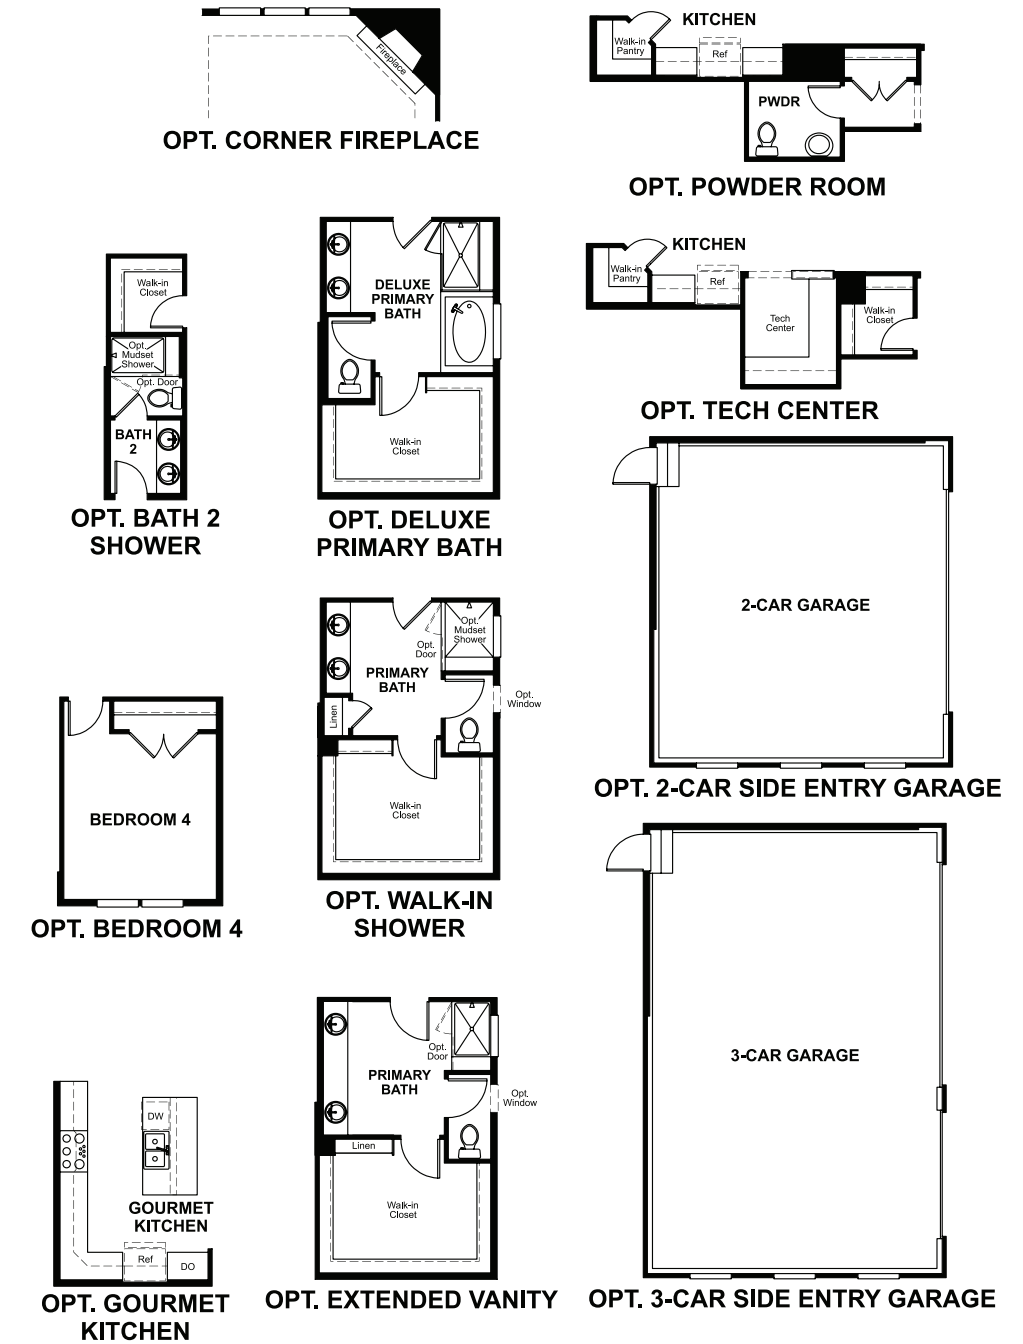 Fireplace
OPT. CORNER FIREPLACE
KITCHEN
Walk-in
Pantry
Ref
PWDR
OPT. POWDER ROOM
Walk-in
Closet
Opt.
Mudset
Shower
Opt. Door
BATH
2
OPT. BATH 2
SHOWER
DELUXE
PRIMARY
BATH
Walk-in
Closet
OPT. DELUXE
PRIMARY BATH
KITCHEN
Walk-in
Pantry
Ref
Tech
Center
Walk-in
Closet
OPT. TECH CENTER
2-CAR GARAGE
OPT. 2-CAR SIDE ENTRY GARAGE
Opt.
Mudset
Shower
Opt.
Door
PRIMARY
BATH
Linen
Opt.
Window
Walk-in
Closet
OPT. WALK-IN
SHOWER
BEDROOM 4
OPT. BEDROOM 4
3-CAR GARAGE
OPT. 3-CAR SIDE ENTRY GARAGE
Opt.
Door
PRIMARY
BATH
Opt.
Window
Linen
Walk-in
Closet
OPT. EXTENDED VANITY
DW
GOURMET
KITCHEN
Ref
DO
OPT. GOURMET
KITCHEN